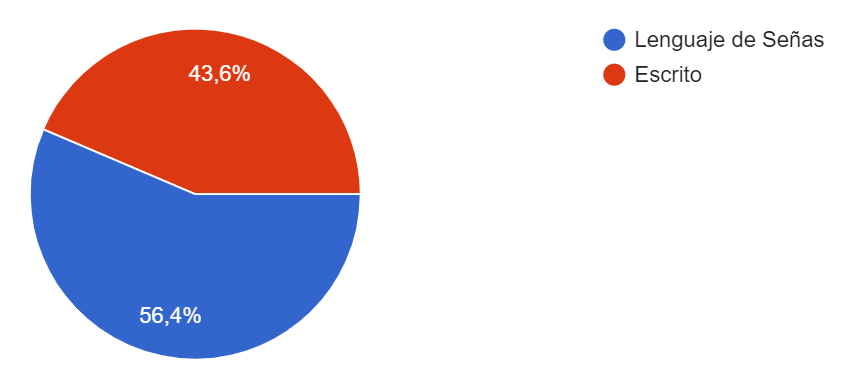 Lenguaje de Señas
Escrito
43,6%
56,4%